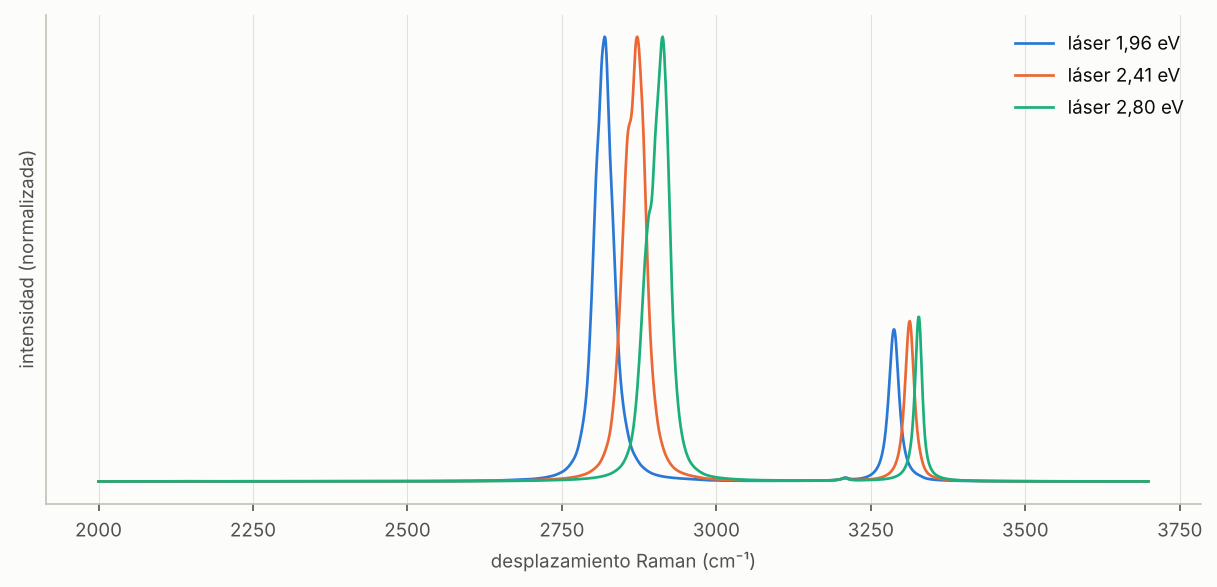 láser 1,96 eV
láser 2,41 eV
láser 2,80 eV
intensidad (normalizada)
2000 2250 2500 2750 3000 3250 3500 3750
desplazamiento Raman (cm⁻¹)